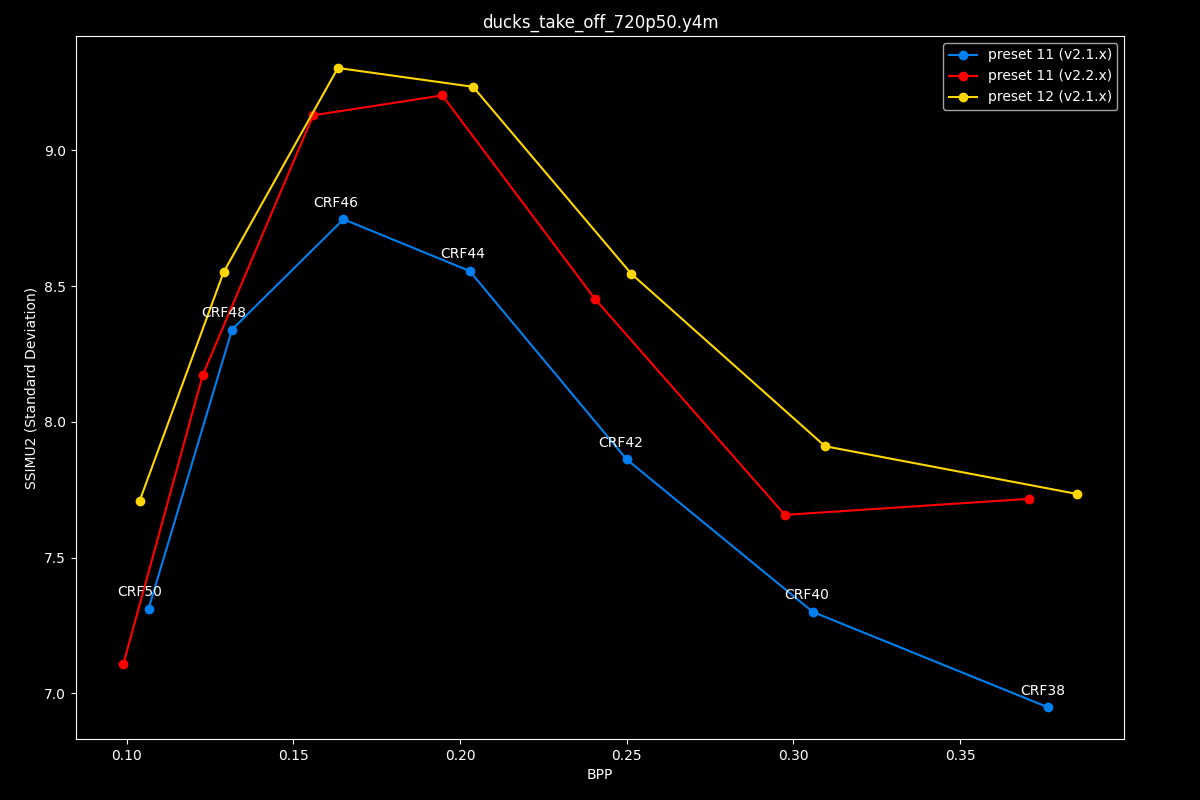 ducks_take_off_720p50.y4m
preset 11 (v2.1.x)
preset 11 (v2.2.x)
preset 12 (v2.1.x)
SSIMU2 (Standard Deviation)
9.0
8.5
8.0
7.5
7.0
CRF46
CRF44
CRF48
CRF42
CRF50
CRF40
CRF38
0.10
0.15
0.20
0.25
0.30
0.35
BPP